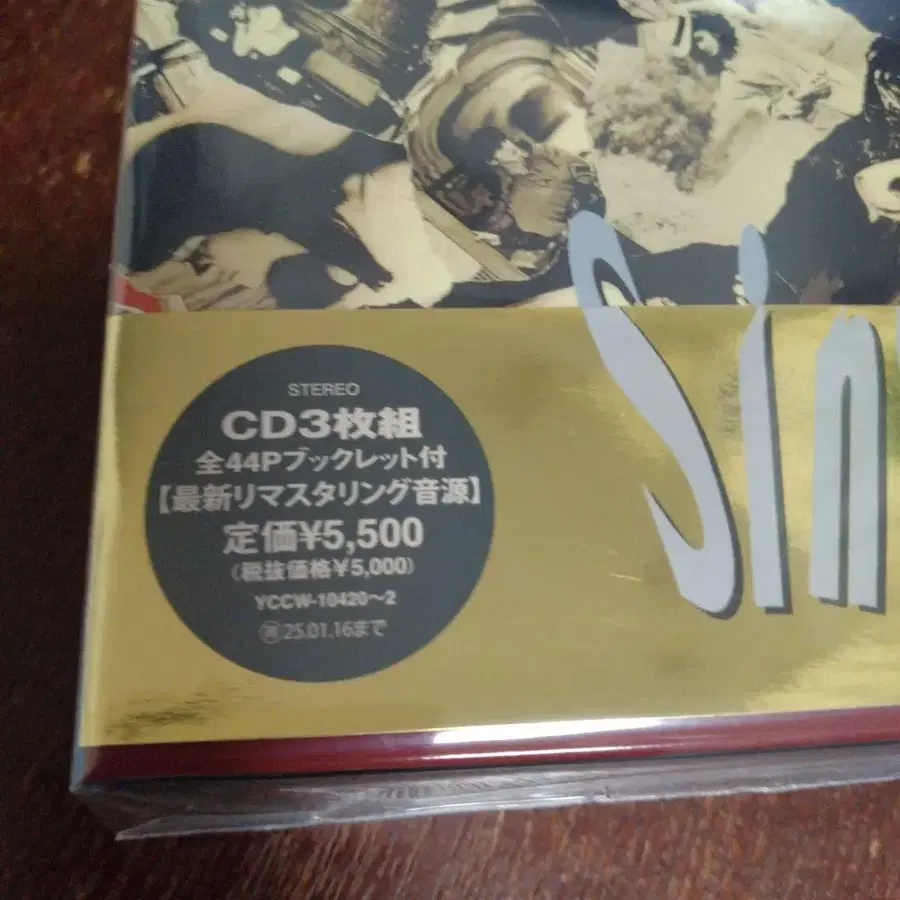 Sin
STEREO
CD3枚組
全44Pブックレット付
【最新リマスタリング音源】
定価¥5,500
(税抜価格¥5,000)
YCCW-10420〜2
25.01.16まで